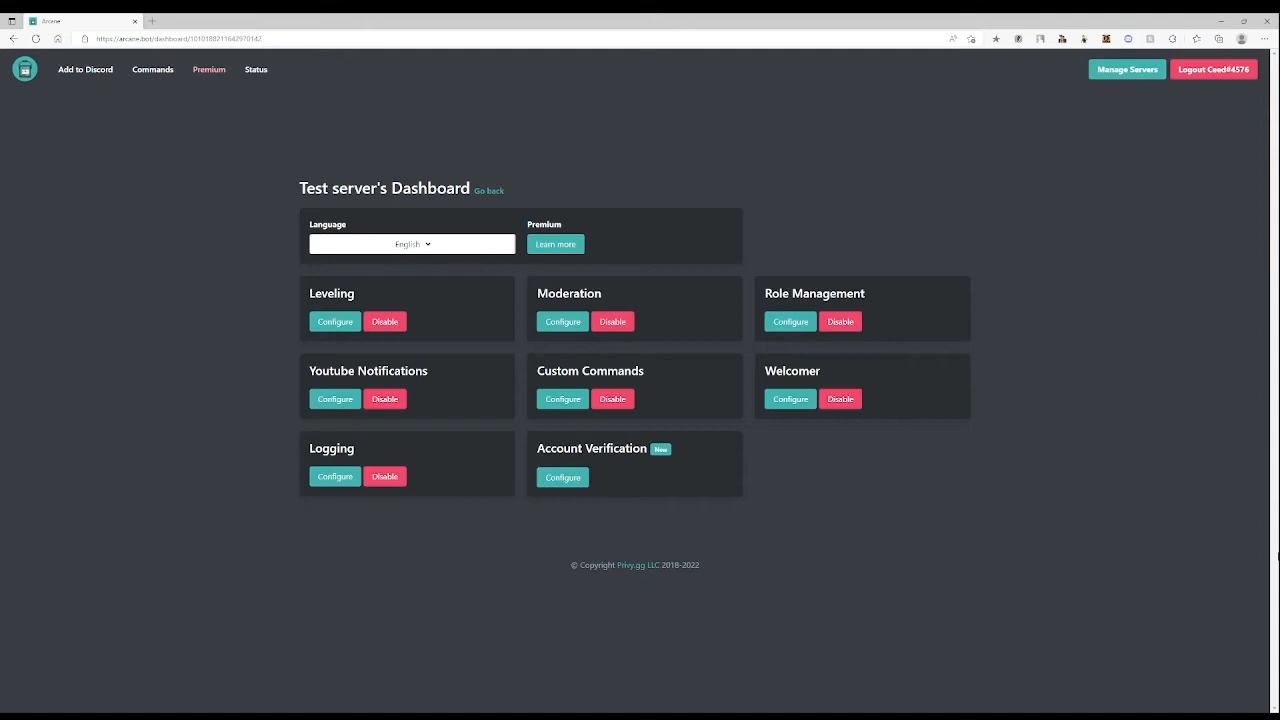 Arcane
https://arcane.bot/dashboard/1010188211642970142
Add to Discord Commands Premium Status
Manage Servers Logout Ceed#4576
Test server's Dashboard Go back
Language Premium
English Learn more
Leveling Moderation Role Management
Configure Disable Configure Disable Configure Disable
Youtube Notifications Custom Commands Welcomer
Configure Disable Configure Disable Configure Disable
Logging Account Verification New
Configure Disable Configure
© Copyright Privy.gg LLC 2018-2022